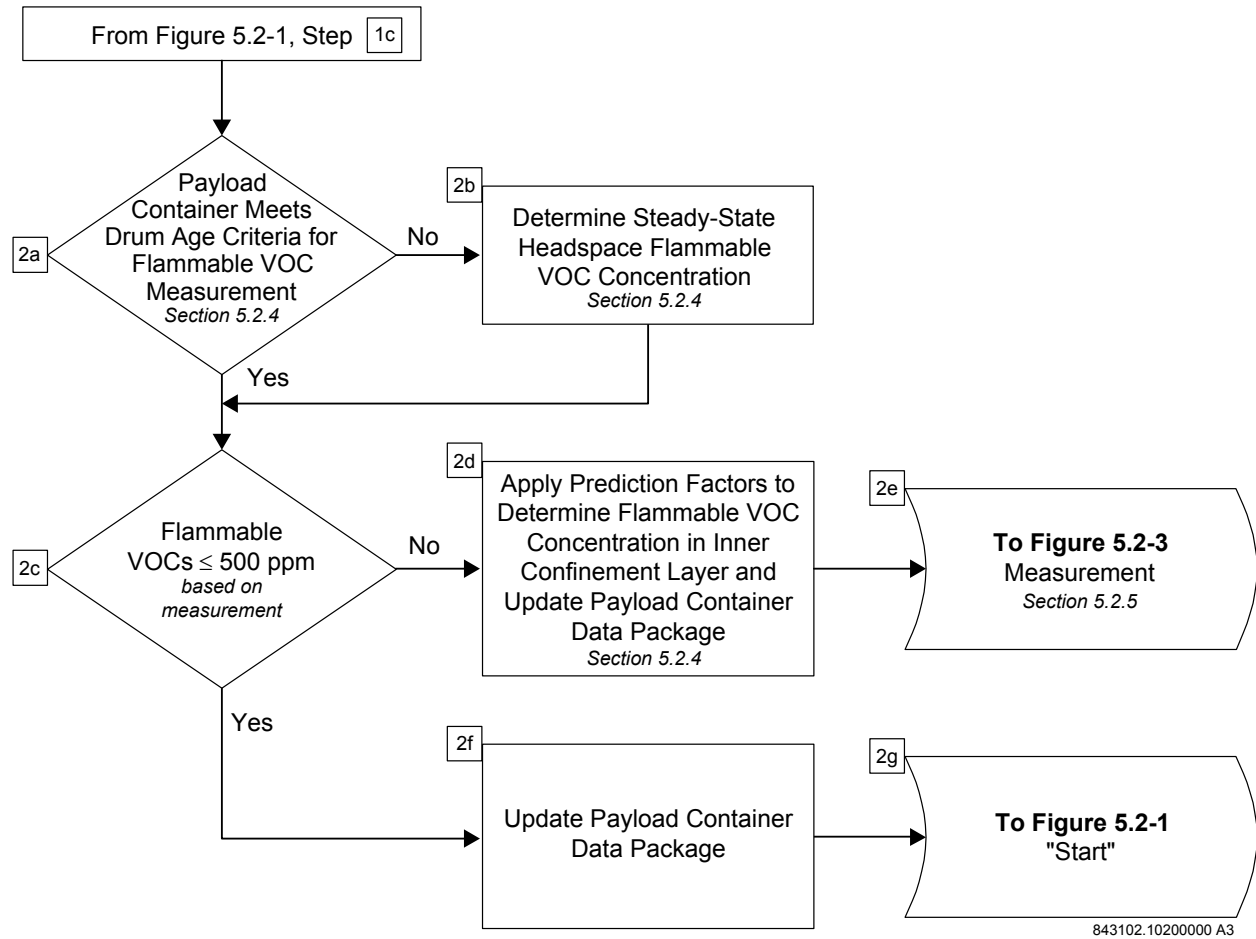 From Figure 5.2-1, Step 1c
2a
Payload
Container Meets
Drum Age Criteria for
Flammable VOC
Measurement
Section 5.2.4
No
2b
Determine Steady-State
Headspace Flammable
VOC Concentration
Section 5.2.4
Yes
2c
Flammable
VOCs ≤ 500 ppm
based on
measurement
No
2d
Apply Prediction Factors to
Determine Flammable VOC
Concentration in Inner
Confinement Layer and
Update Payload Container
Data Package
Section 5.2.4
2e
To Figure 5.2-3
Measurement
Section 5.2.5
Yes
2f
Update Payload Container
Data Package
2g
To Figure 5.2-1
"Start"
843102.10200000 A3